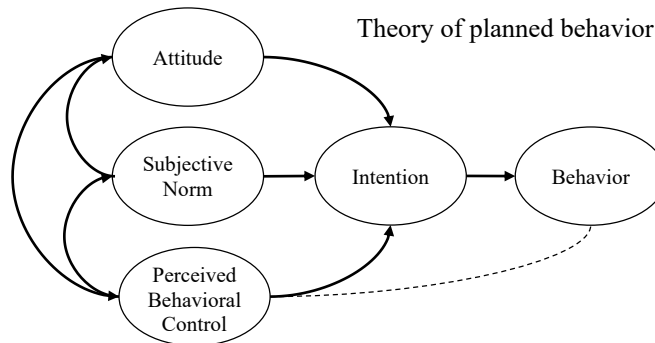 Theory of planned behavior
Attitude
Subjective
Norm
Intention
Behavior
Perceived
Behavioral
Control